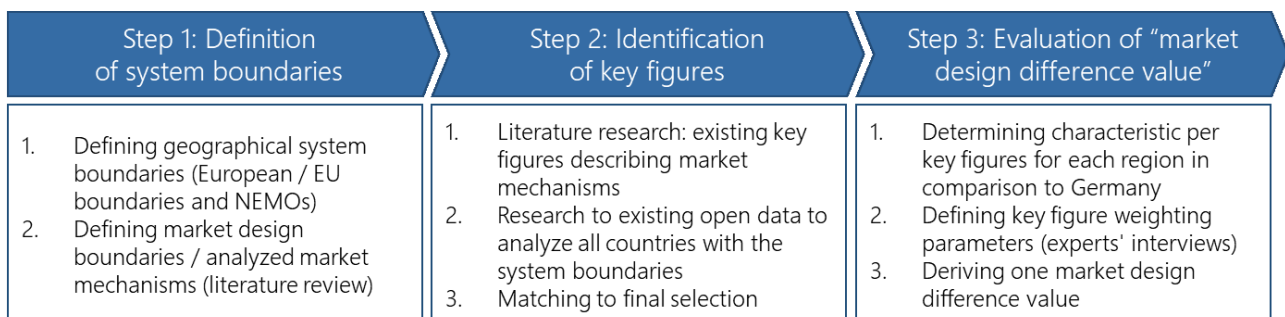 Step 1: Definition
of system boundaries
1. Defining geographical system
boundaries (European / EU
boundaries and NEMOs)
2. Defining market design
boundaries / analyzed market
mechanisms (literature review)
Step 2: Identification
of key figures
1. Literature research: existing key
figures describing market
mechanisms
2. Research to existing open data to
analyze all countries with the
system boundaries
3. Matching to final selection
Step 3: Evaluation of “market
design difference value”
1. Determining characteristic per
key figures for each region in
comparison to Germany
2. Defining key figure weighting
parameters (experts' interviews)
3. Deriving one market design
difference value